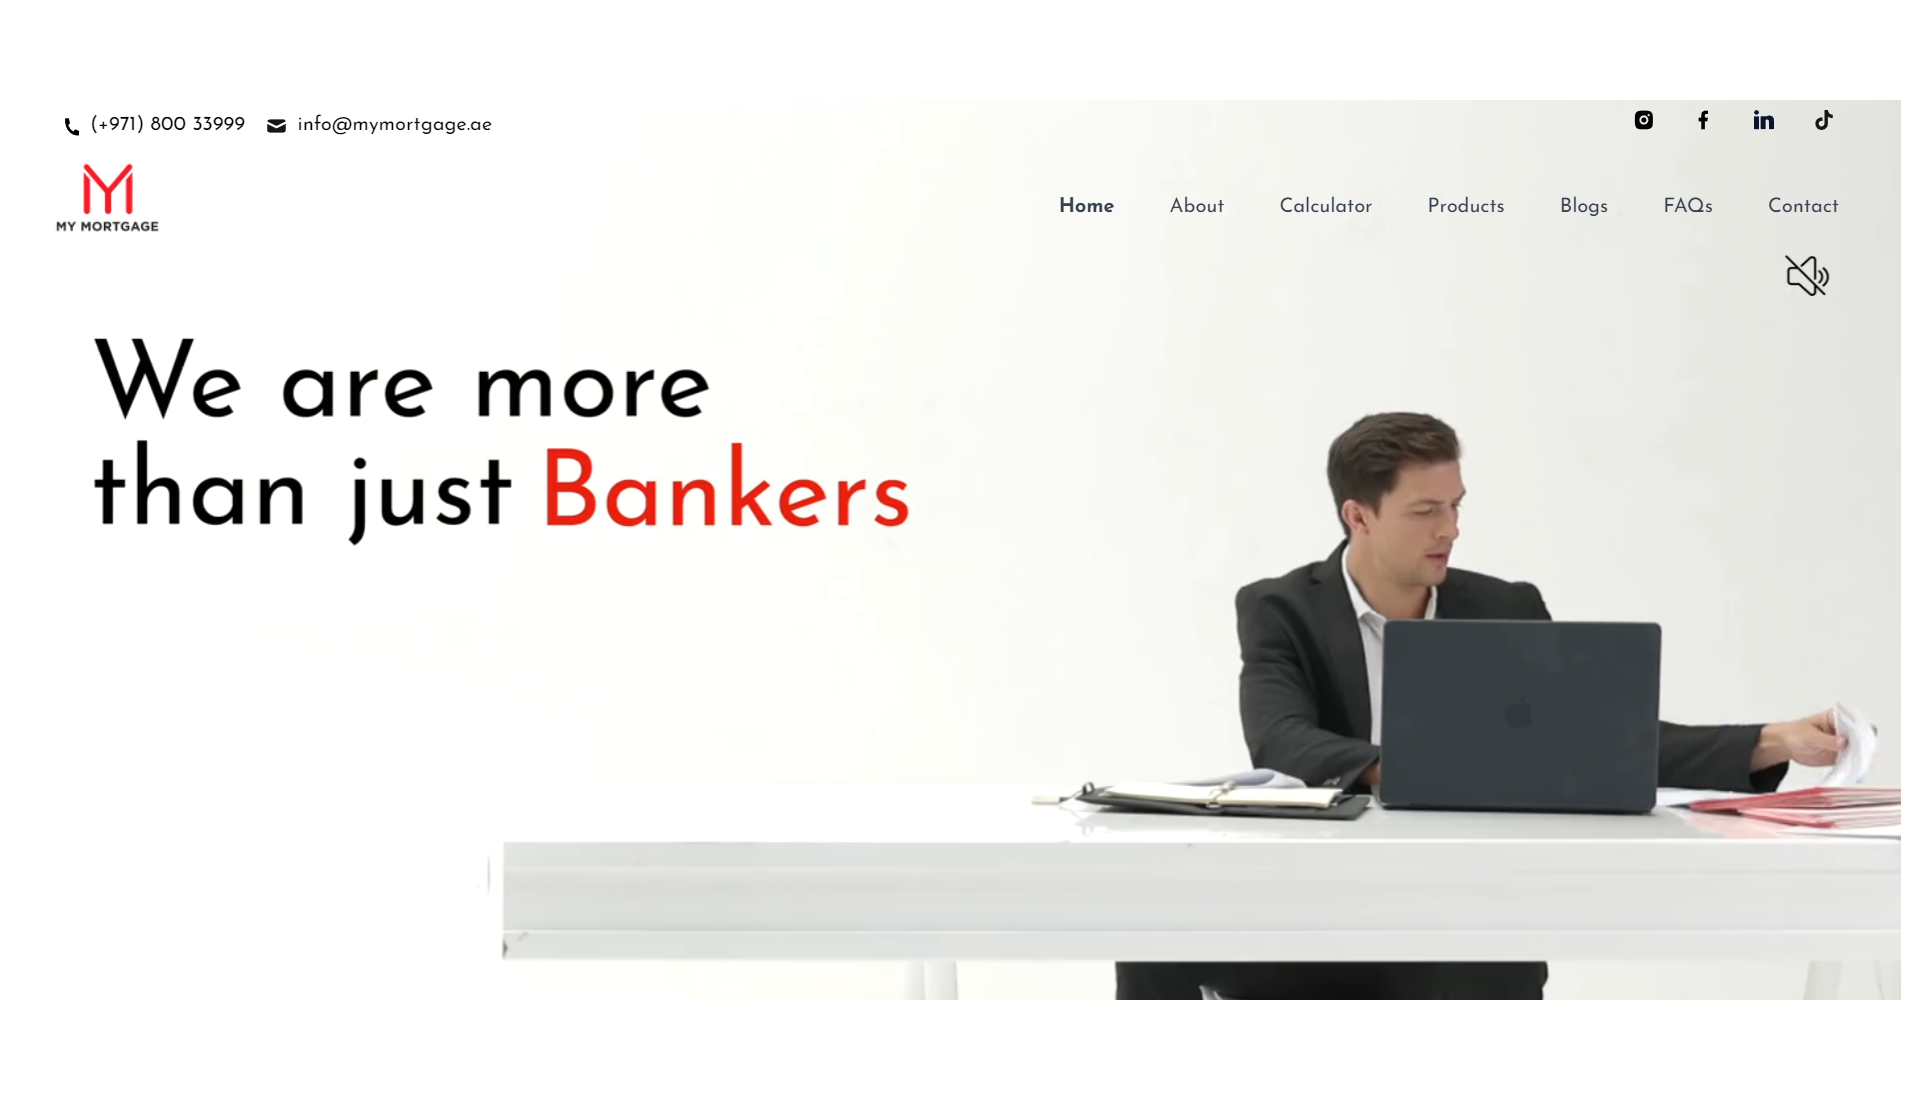 (+971) 800 33999 info@mymortgage.ae
MY MORTGAGE
Home About Calculator Products Blogs FAQs Contact
We are more
than just Bankers